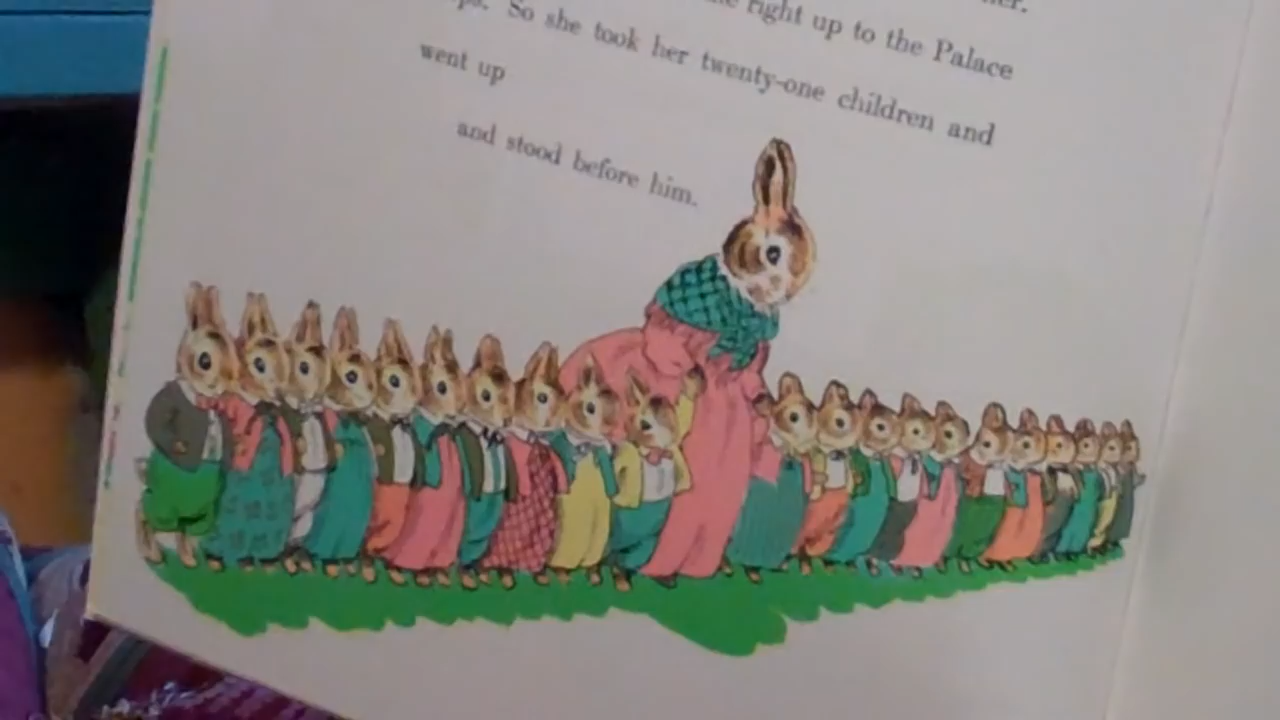 right up to the Palace
So she took her twenty-one children and
went up
and stood before him.